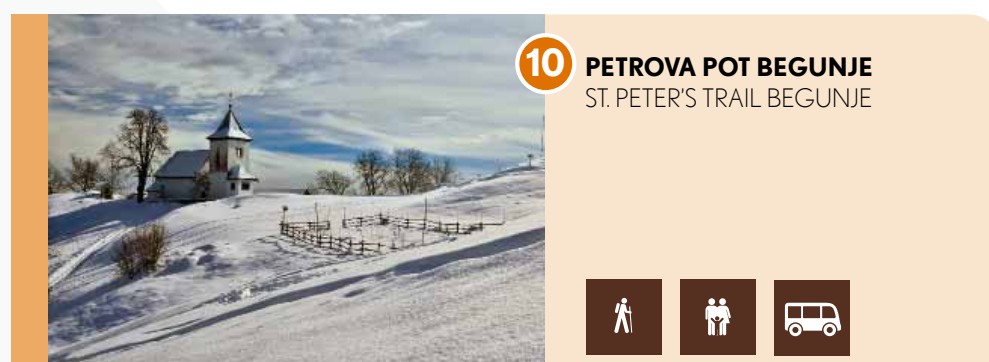 10
PETROVA POT BEGUNJE
ST. PETER'S TRAIL BEGUNJE